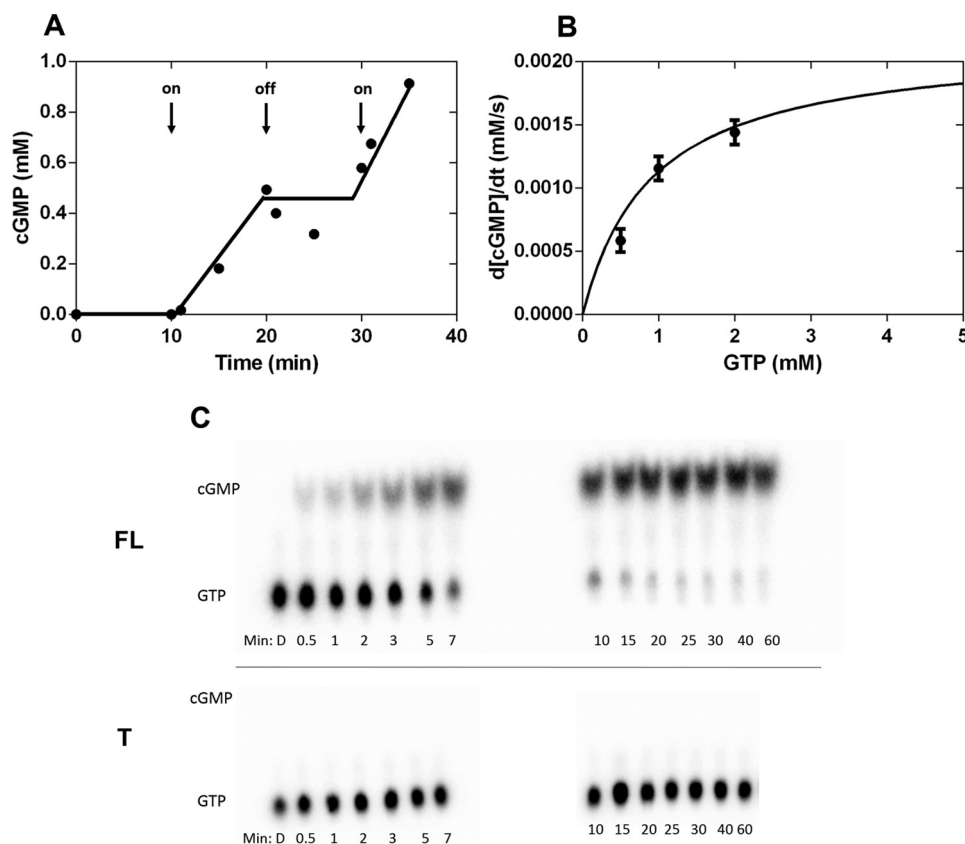 A
cGMP (mM)
1.0
0.8
0.6
0.4
0.2
0.0
on off on
0 10 20 30 40
Time (min)
B
d[cGMP]/dt (mM/s)
0.0020
0.0015
0.0010
0.0005
0.0000
0 1 2 3 4 5
GTP (mM)
C
cGMP
FL
GTP
Min: D 0.5 1 2 3 5 7 10 15 20 25 30 40 60
cGMP
T
GTP
Min: D 0.5 1 2 3 5 7 10 15 20 25 30 40 60